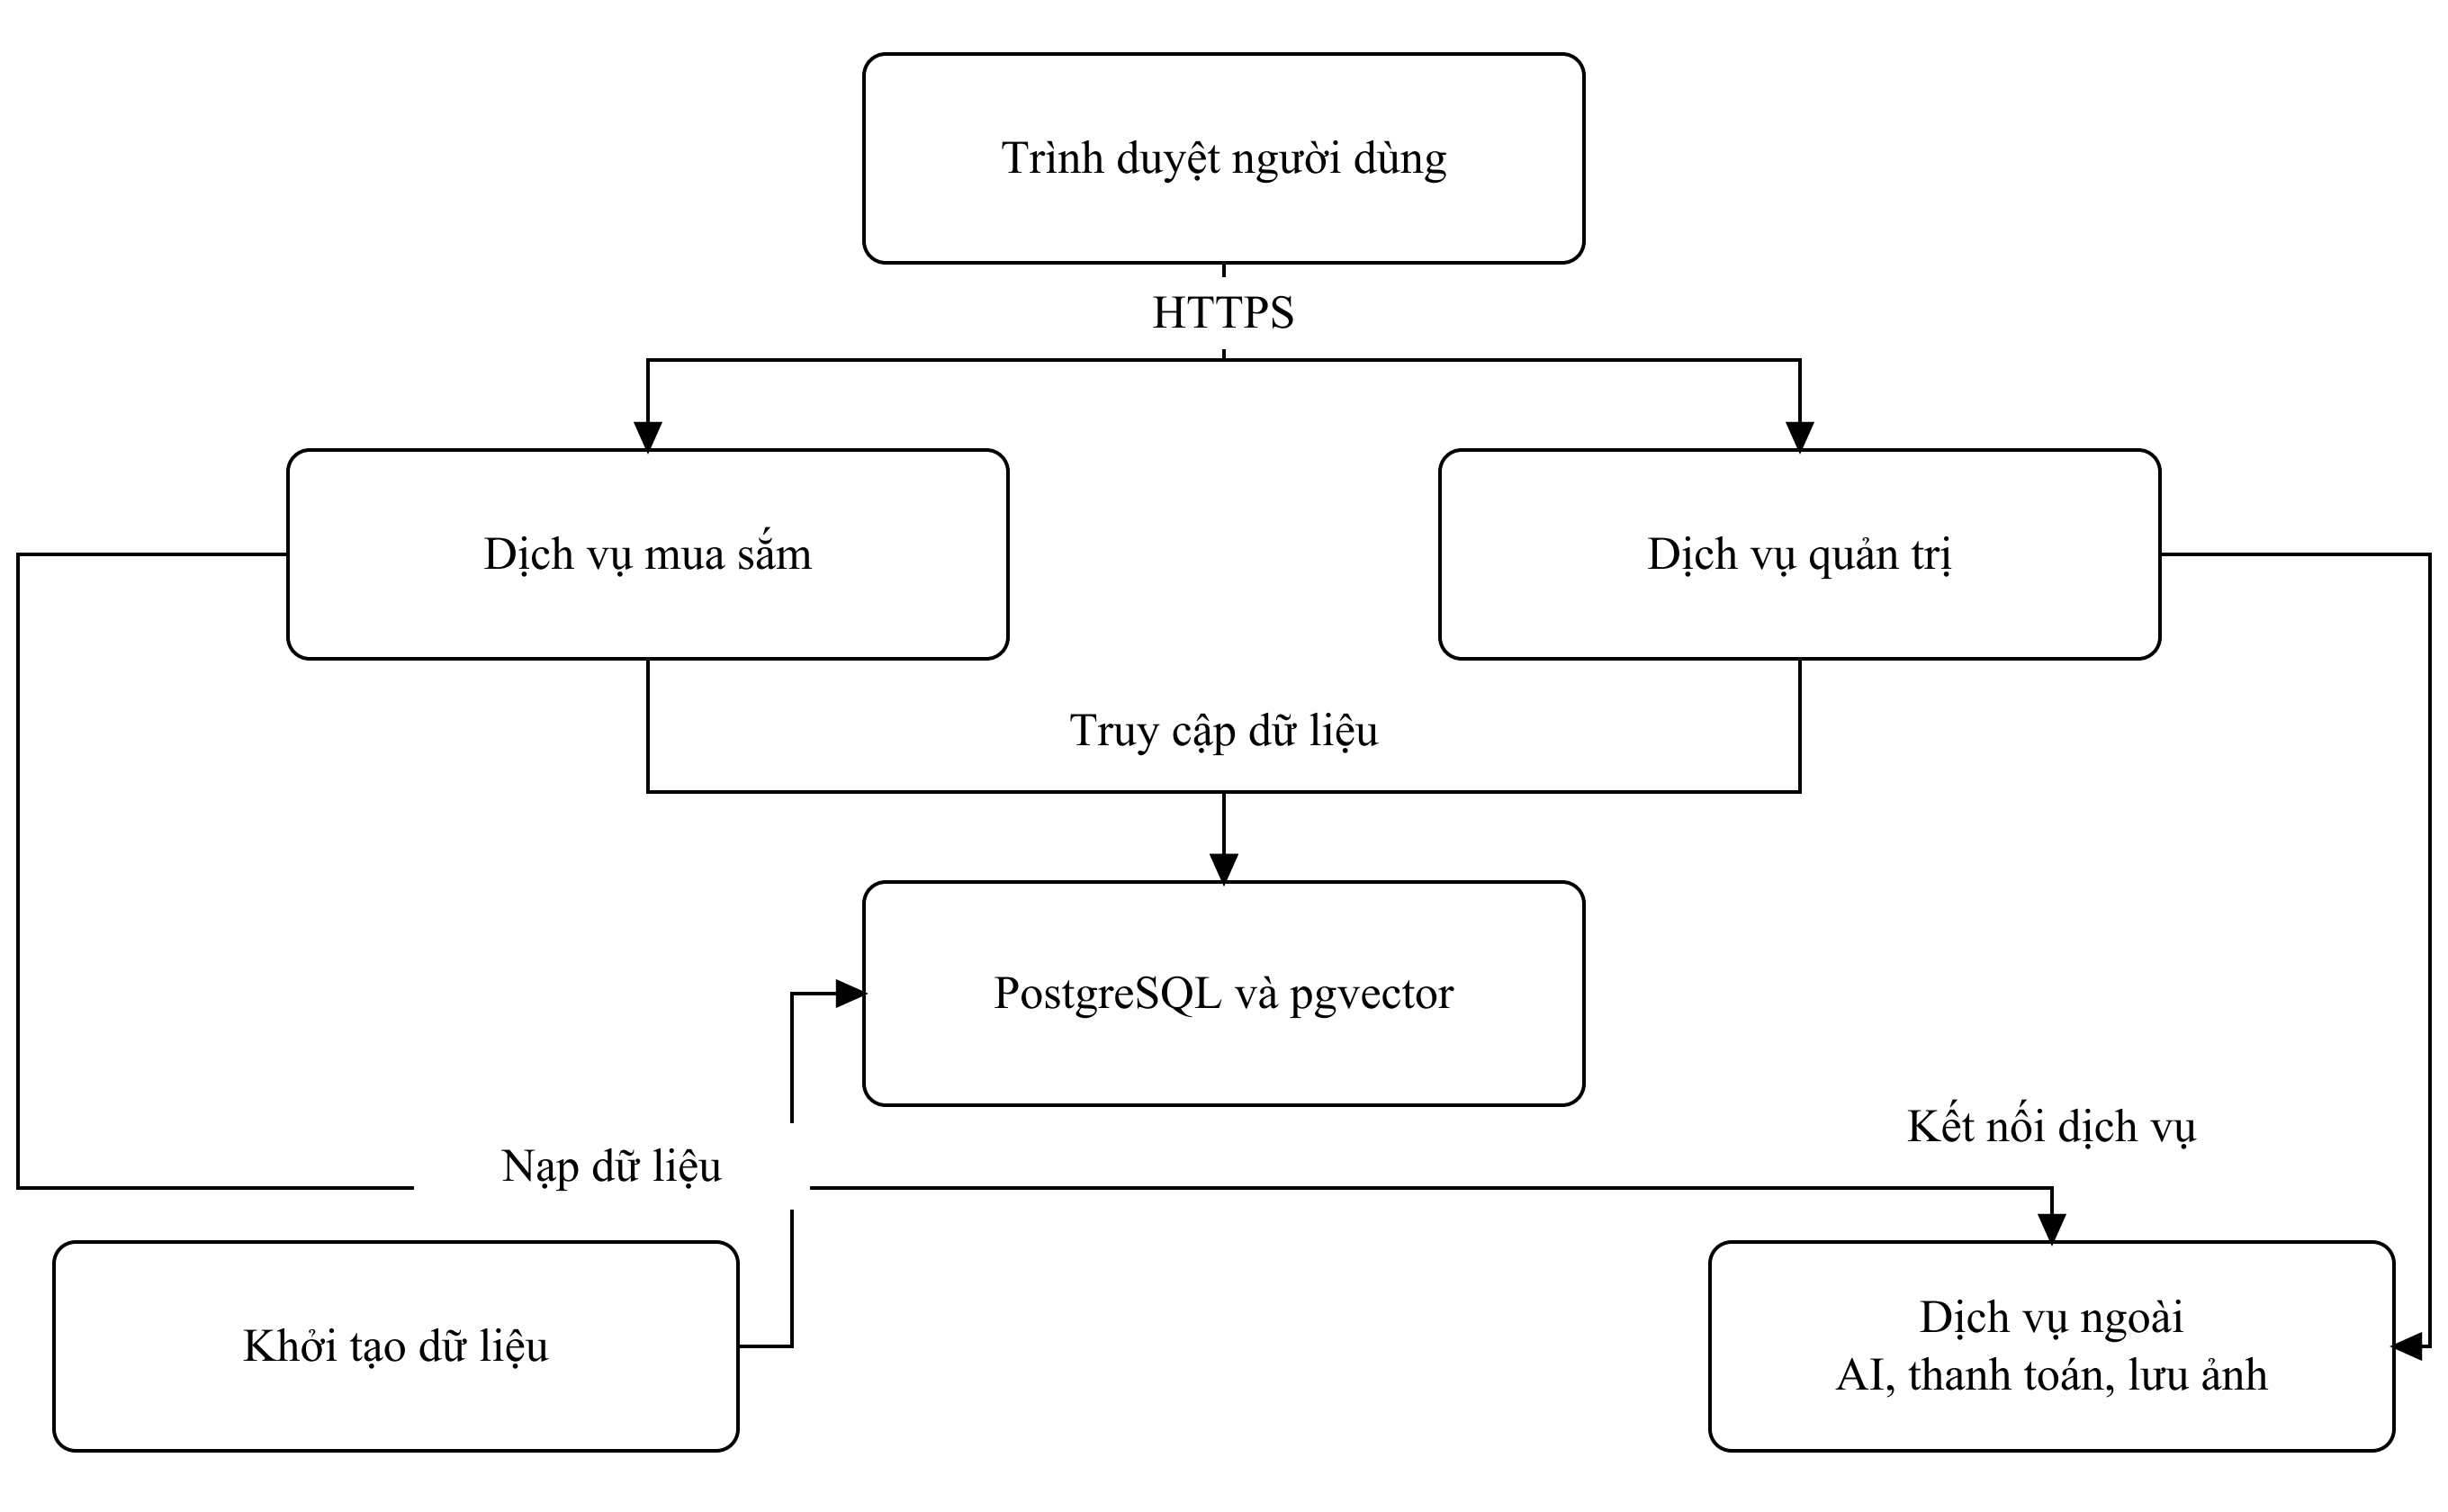 Trình duyệt người dùng
HTTPS
Dịch vụ mua sắm
Dịch vụ quản trị
Truy cập dữ liệu
PostgreSQL và pgvector
Kết nối dịch vụ
Nạp dữ liệu
Khởi tạo dữ liệu
Dịch vụ ngoài
AI, thanh toán, lưu ảnh